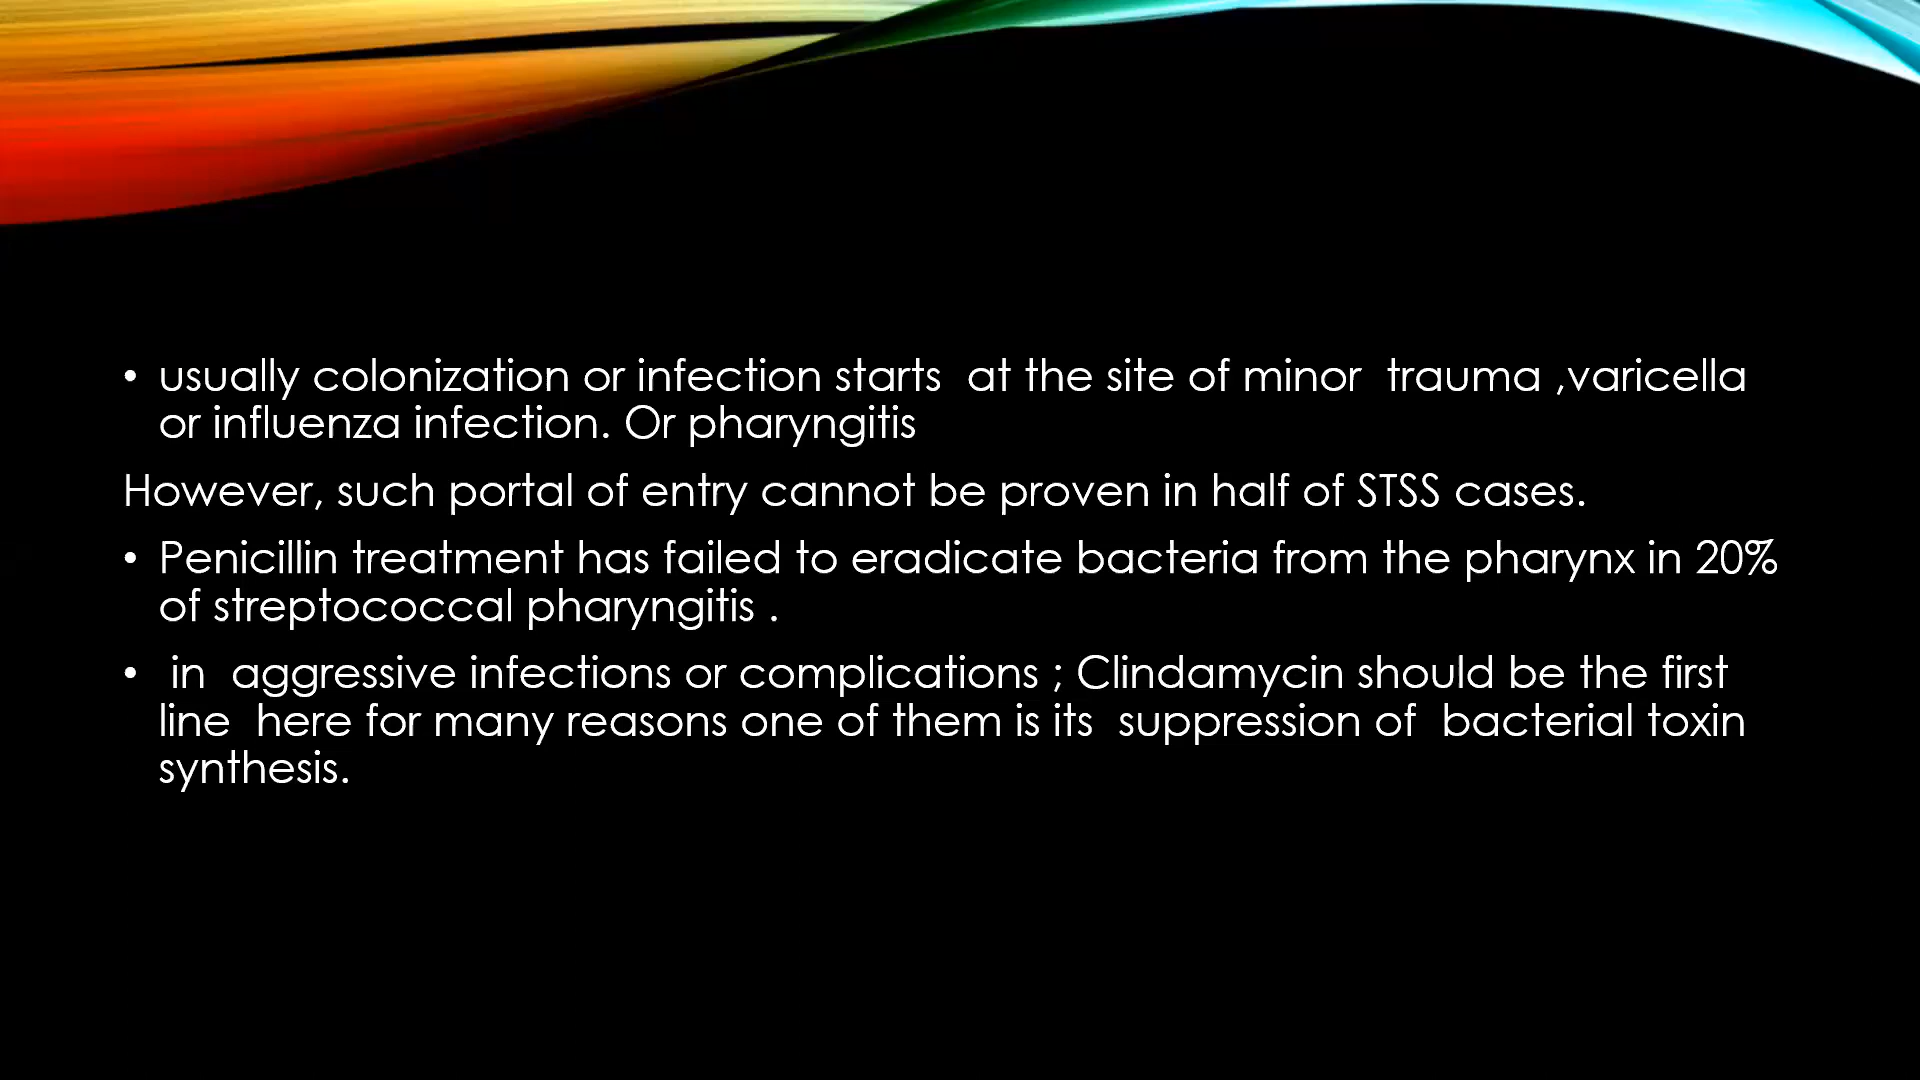 • usually colonization or infection starts  at the site of minor  trauma ,varicella
or influenza infection. Or pharyngitis
However, such portal of entry cannot be proven in half of STSS cases.
• Penicillin treatment has failed to eradicate bacteria from the pharynx in 20%
of streptococcal pharyngitis .
•  in  aggressive infections or complications ; Clindamycin should be the first
line  here for many reasons one of them is its  suppression of  bacterial toxin
synthesis.